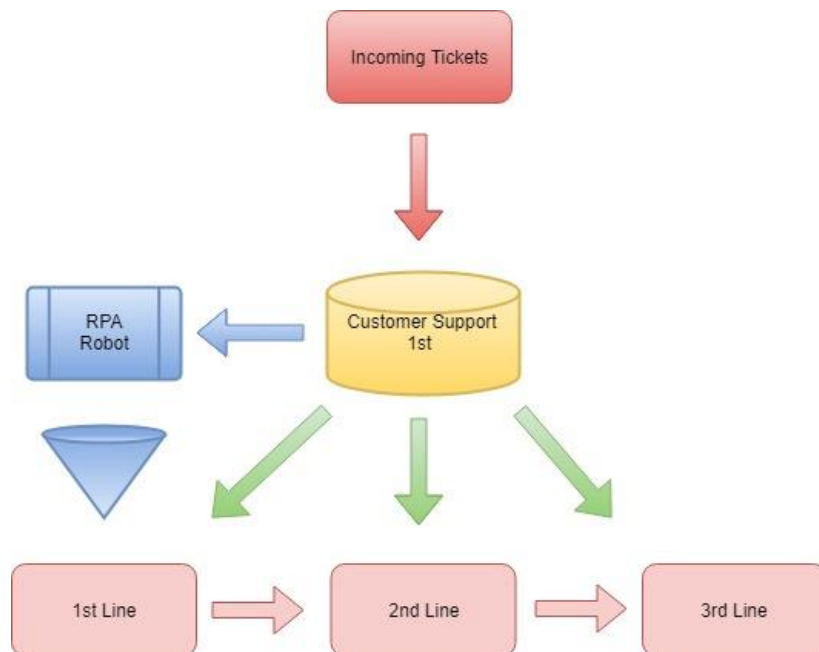 Incoming Tickets
RPA
Robot
Customer Support
1st
1st Line
2nd Line
3rd Line